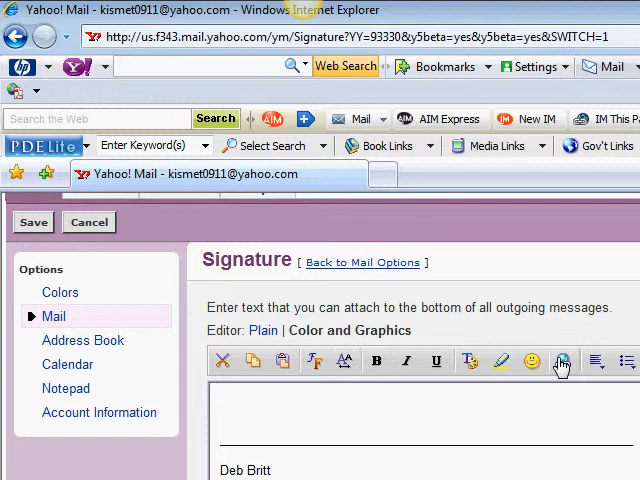 Yahoo! Mail - kismet0911@yahoo.com - Windows Internet Explorer
http://us.f343.mail.yahoo.com/ym/Signature?YY=93330&y5beta=yes&y5beta=yes&SWITCH=1
hp Y! Web Search Bookmarks Settings Mail
Search the Web Search AIM Mail AIM Express IM New IM IM This Pa
PDELite Enter Keyword(s) Select Search Book Links Media Links Gov't Links
Y! Yahoo! Mail - kismet0911@yahoo.com
Save Cancel
Options
Colors
Mail
Address Book
Calendar
Notepad
Account Information
Signature [ Back to Mail Options ]
Enter text that you can attach to the bottom of all outgoing messages.
Editor: Plain | Color and Graphics
B I U
Deb Britt